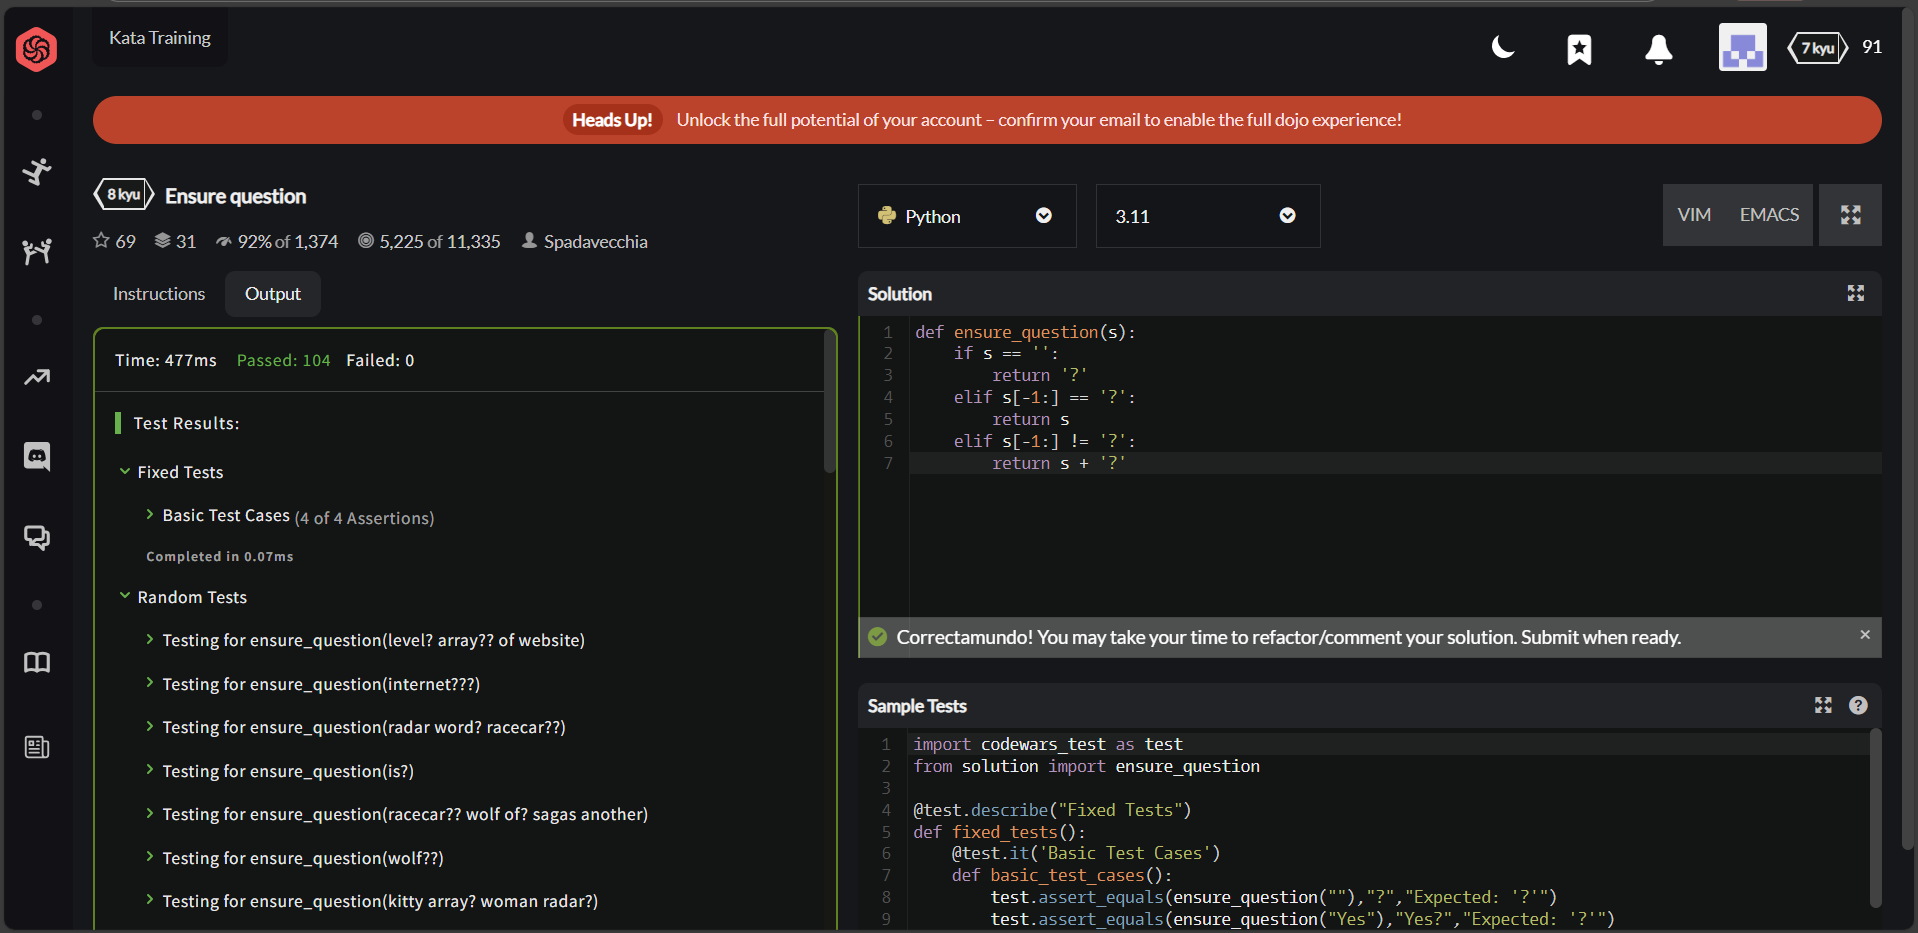 Kata Training
7 kyu 91
Heads Up! Unlock the full potential of your account – confirm your email to enable the full dojo experience!
8 kyu Ensure question
69 31 92% of 1,374 5,225 of 11,335 Spadavecchia
Instructions Output
Time: 477ms Passed: 104 Failed: 0
Test Results:
Fixed Tests
Basic Test Cases (4 of 4 Assertions)
Completed in 0.07ms
Random Tests
Testing for ensure_question(level? array?? of website)
Testing for ensure_question(internet???)
Testing for ensure_question(radar word? racecar??)
Testing for ensure_question(is?)
Testing for ensure_question(racecar?? wolf of? sagas another)
Testing for ensure_question(wolf??)
Testing for ensure_question(kitty array? woman radar?)
Python 3.11 VIM EMACS
Solution
1 def ensure_question(s):
2     if s == '':
3         return '?'
4     elif s[-1:] == '?':
5         return s
6     elif s[-1:] != '?':
7         return s + '?'
Correctamundo! You may take your time to refactor/comment your solution. Submit when ready. ×
Sample Tests ?
1 import codewars_test as test
2 from solution import ensure_question
3
4 @test.describe("Fixed Tests")
5 def fixed_tests():
6     @test.it('Basic Test Cases')
7     def basic_test_cases():
8         test.assert_equals(ensure_question(""),"?","Expected: '?'")
9         test.assert_equals(ensure_question("Yes"),"Yes?","Expected: '?'")